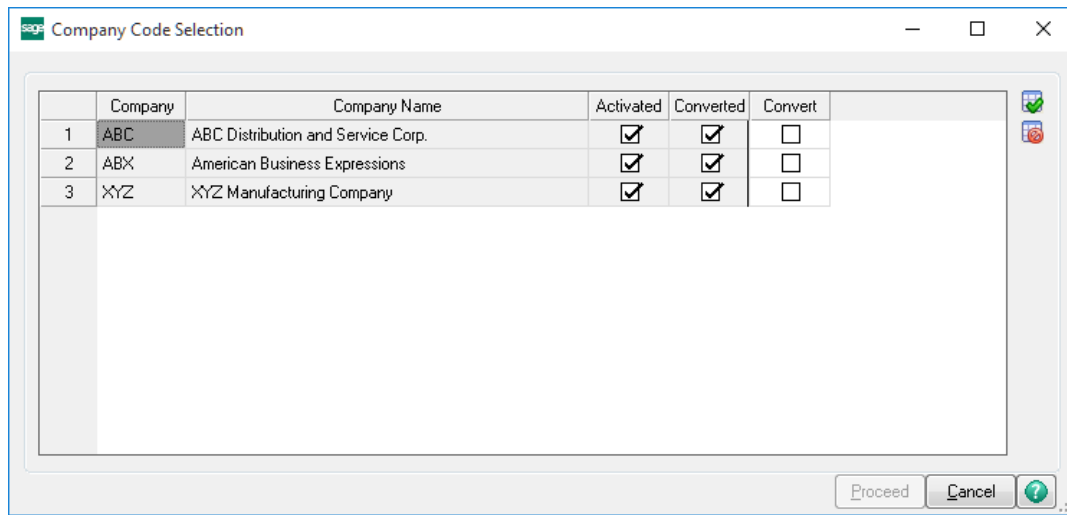 sage Company Code Selection
Company Company Name Activated Converted Convert
1 ABC ABC Distribution and Service Corp.
2 ABX American Business Expressions
3 XYZ XYZ Manufacturing Company
Proceed Cancel ?